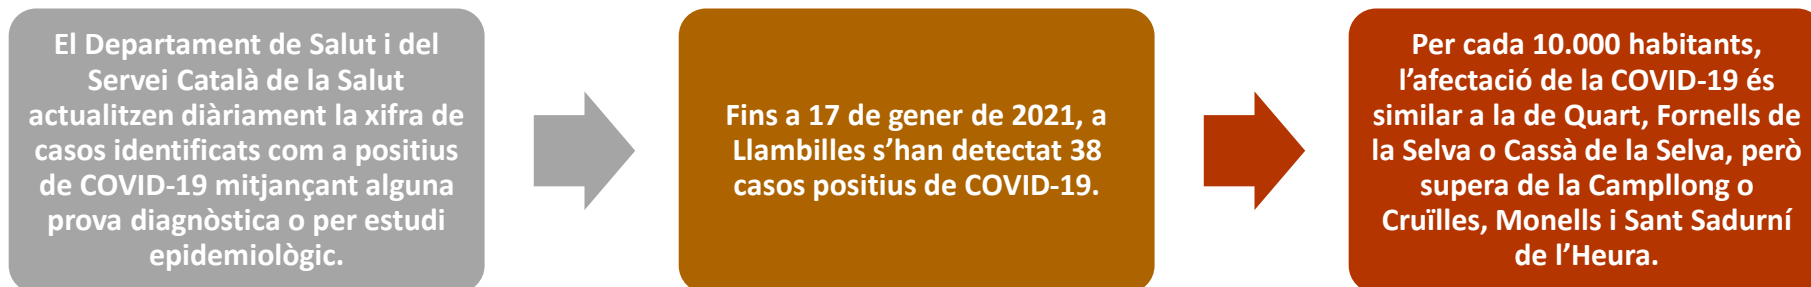 El Departament de Salut i del
Servei Català de la Salut
actualitzen diàriament la xifra de
casos identificats com a positius
de COVID-19 mitjançant alguna
prova diagnòstica o per estudi
epidemiològic.
Fins a 17 de gener de 2021, a
Llambilles s’han detectat 38
casos positius de COVID-19.
Per cada 10.000 habitants,
l’afectació de la COVID-19 és
similar a la de Quart, Fornells de
la Selva o Cassà de la Selva, però
supera de la Campllong o
Cruïlles, Monells i Sant Sadurní
de l’Heura.